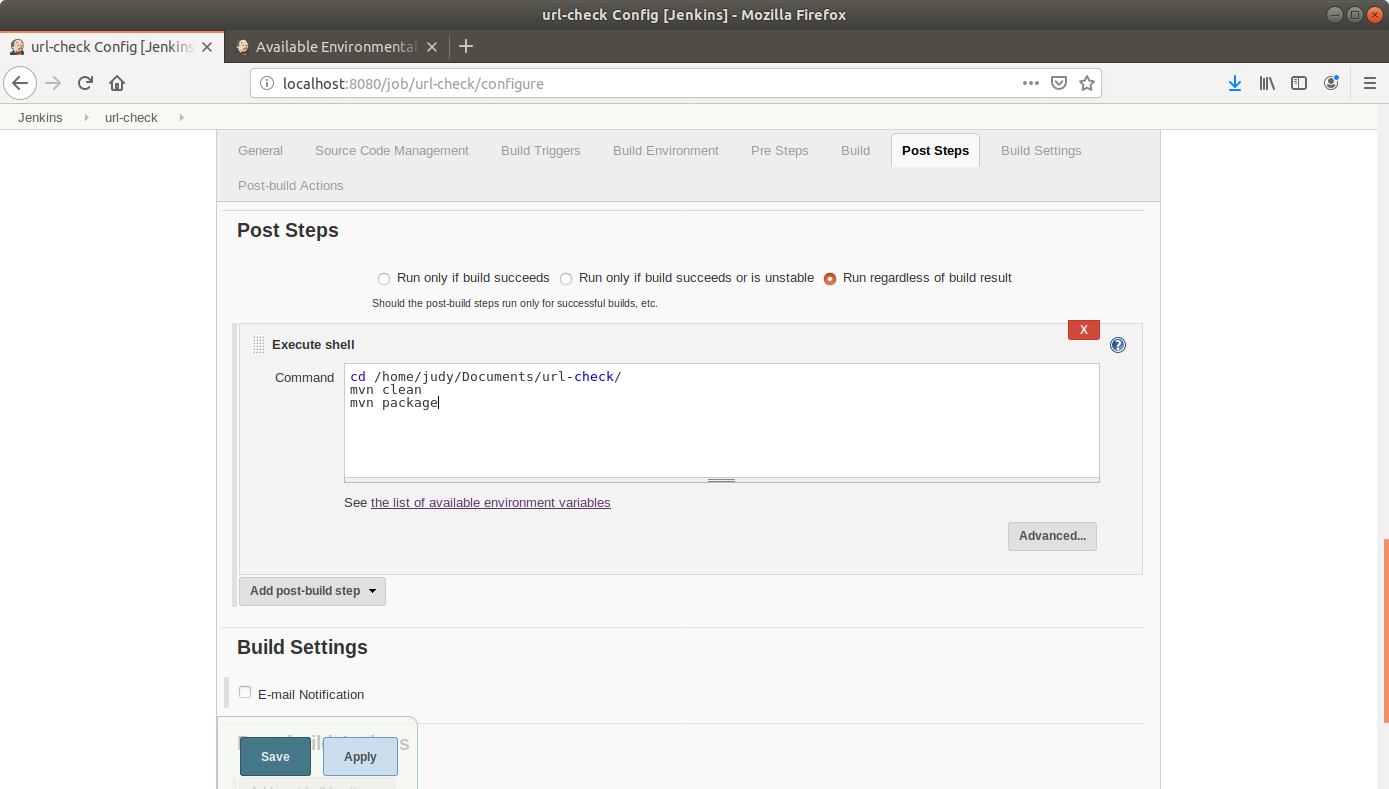 url-check Config [Jenkins] - Mozilla Firefox
url-check Config [Jenkins
Available Environmental
localhost:8080/job/url-check/configure
Jenkins
url-check
General
Source Code Management
Build Triggers
Build Environment
Pre Steps
Build
Post Steps
Build Settings
Post-build Actions
Post Steps
Run only if build succeeds
Run only if build succeeds or is unstable
Run regardless of build result
Should the post-build steps run only for successful builds, etc.
X
Execute shell
?
Command
cd /home/judy/Documents/url-check/
mvn clean
mvn package
See the list of available environment variables
Advanced...
Add post-build step
Build Settings
E-mail Notification
Save
Apply